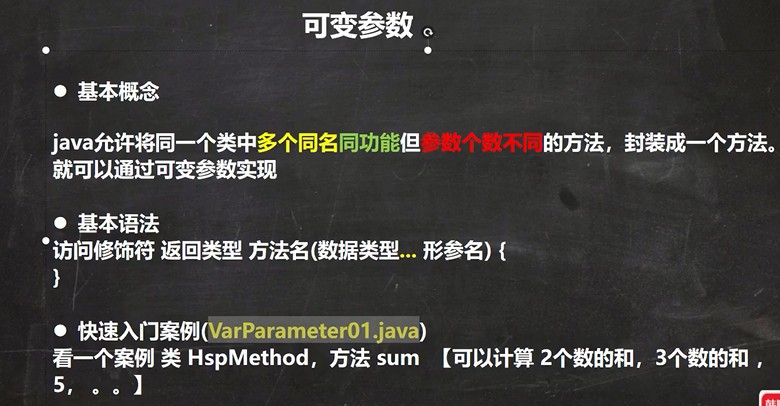 可变参数
● 基本概念
java允许将同一个类中多个同名同功能但参数个数不同的方法，封装成一个方法。
就可以通过可变参数实现
● 基本语法
访问修饰符 返回类型 方法名(数据类型... 形参名) {
}
● 快速入门案例(VarParameter01.java)
看一个案例 类 HspMethod，方法 sum 【可以计算 2个数的和，3个数的和 ，
5， 。。】